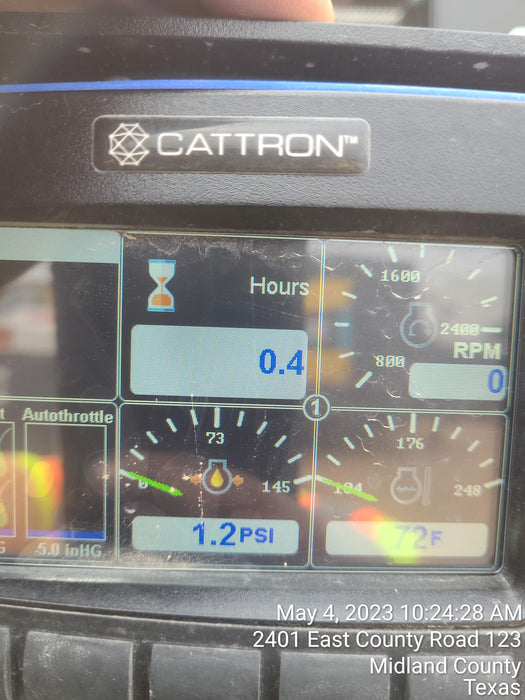 CATTRON™
Hours
0.4
1600
2400
800
RPM
0
1
Autothrottle
5.0 inHG
73
0
145
1.2 PSI
176
104
248
72 F
May 4, 2023 10:24:28 AM
2401 East County Road 123
Midland County
Texas